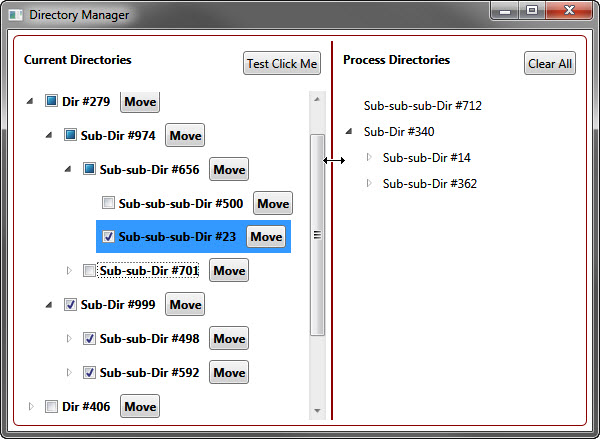 Directory Manager
Current Directories
Test Click Me
Dir #279 Move
Sub-Dir #974 Move
Sub-sub-Dir #656 Move
Sub-sub-sub-Dir #500 Move
Sub-sub-sub-Dir #23 Move
Sub-sub-Dir #701 Move
Sub-Dir #999 Move
Sub-sub-Dir #498 Move
Sub-sub-Dir #592 Move
Dir #406 Move
Process Directories
Clear All
Sub-sub-sub-Dir #712
Sub-Dir #340
Sub-sub-Dir #14
Sub-sub-Dir #362